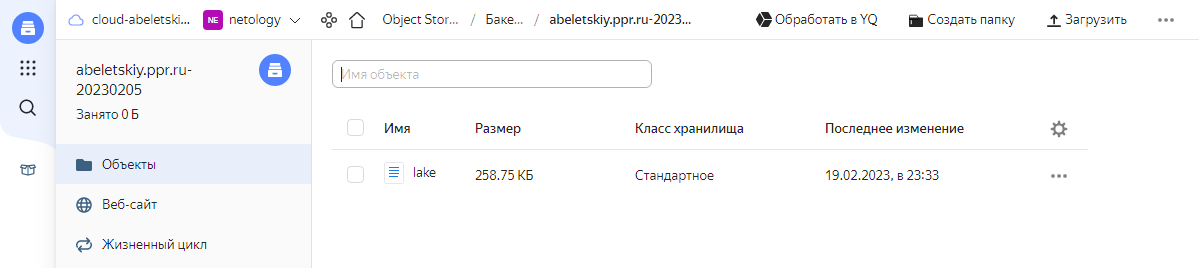 cloud-abeletski... NE netology Object Stor... / Баке... / abeletskiy.ppr.ru-2023... Обработать в YQ Создать папку Загрузить
abeletskiy.ppr.ru-
20230205
Занято 0 Б
Объекты
Веб-сайт
Жизненный цикл
Имя объекта
Имя Размер Класс хранилища Последнее изменение
lake 258.75 КБ Стандартное 19.02.2023, в 23:33